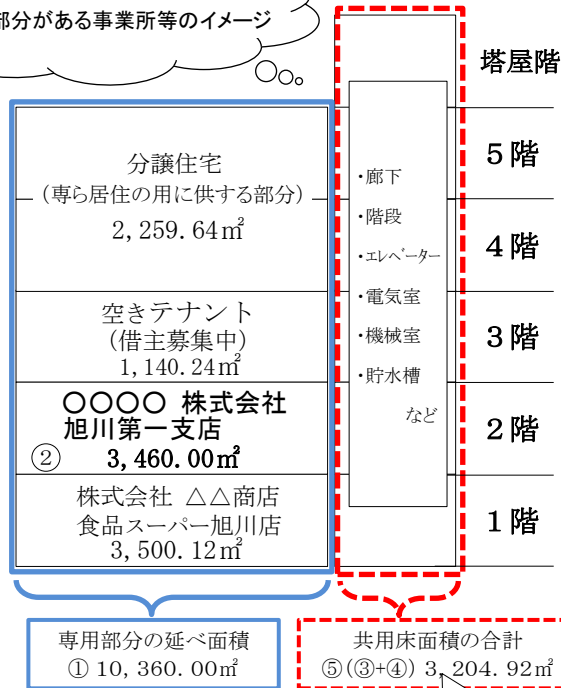 部分がある事業所等のイメージ
塔屋階
5階
4階
3階
2階
1階
分譲住宅
(専ら居住の用に供する部分)
2,259.64㎡
空きテナント
(借主募集中)
1,140.24㎡
〇〇〇〇 株式会社
旭川第一支店
② 3,460.00㎡
株式会社 △△商店
食品スーパー旭川店
3,500.12㎡
・廊下
・階段
・エレベーター
・電気室
・機械室
・貯水槽
など
専用部分の延べ面積
① 10,360.00㎡
共用床面積の合計
⑤(③+④) 3,204.92㎡